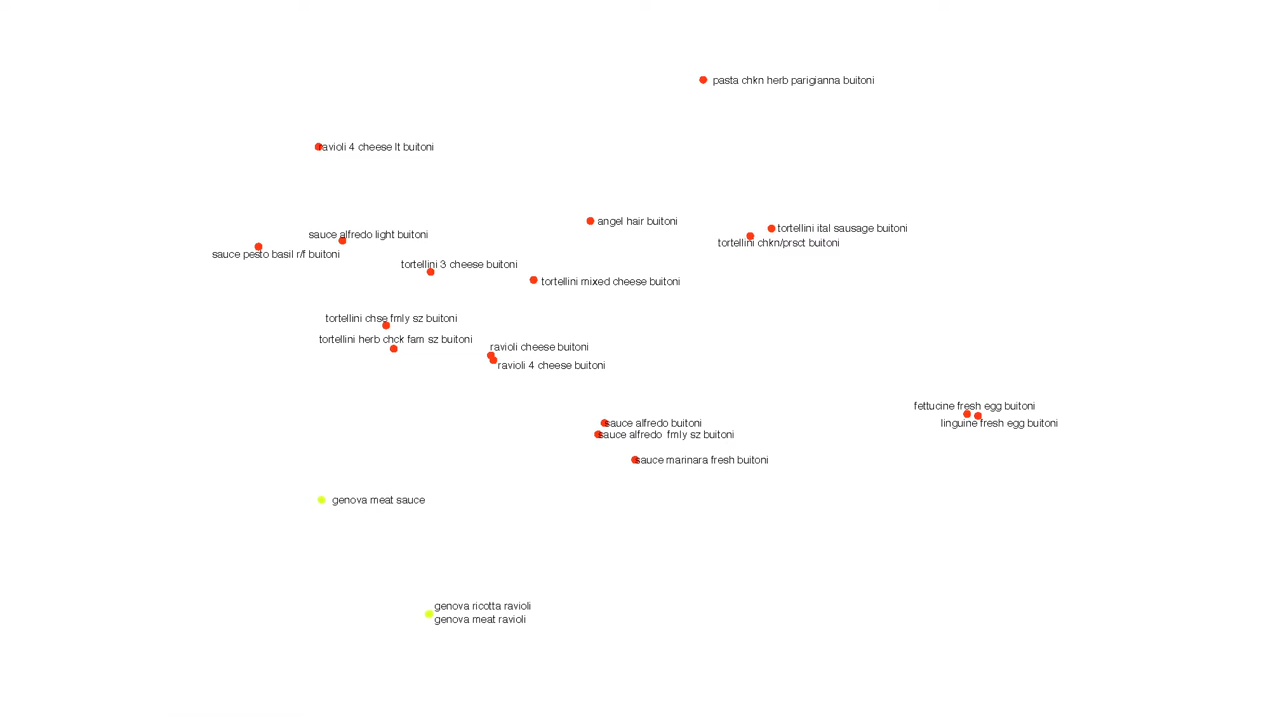 pasta chkn herb parigianna buitoni
ravioli 4 cheese lt buitoni
angel hair buitoni
tortellini ital sausage buitoni
sauce alfredo light buitoni
tortellini chkn/prsct buitoni
sauce pesto basil r/f buitoni
tortellini 3 cheese buitoni
tortellini mixed cheese buitoni
tortellini chse fmly sz buitoni
tortellini herb chck fam sz buitoni
ravioli cheese buitoni
ravioli 4 cheese buitoni
fettucine fresh egg buitoni
sauce alfredo buitoni
linguine fresh egg buitoni
sauce alfredo fmly sz buitoni
sauce marinara fresh buitoni
genova meat sauce
genova ricotta ravioli
genova meat ravioli